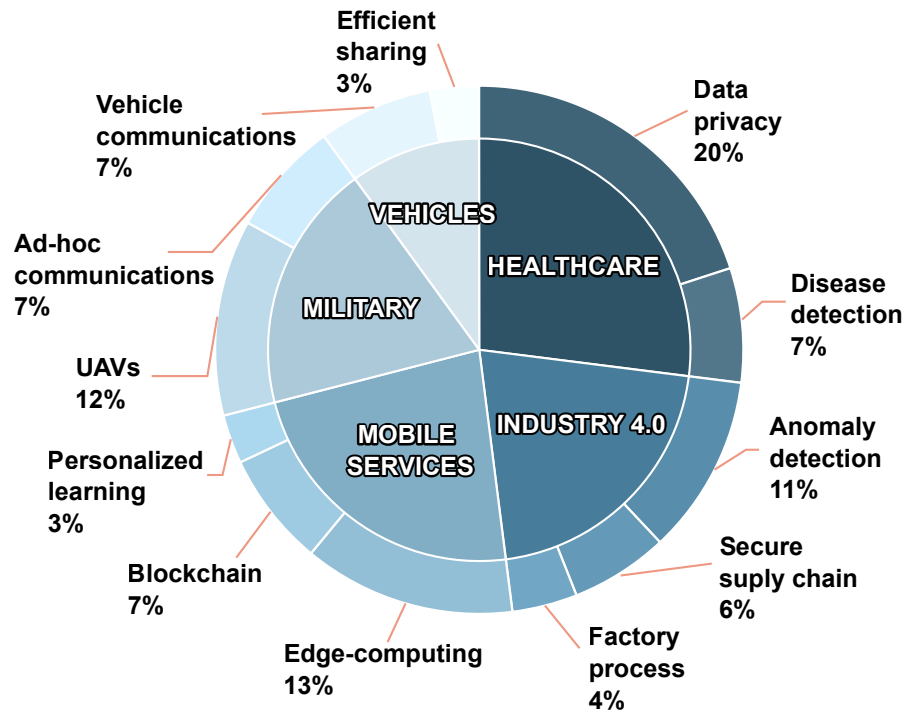 Efficient
sharing
3%
Data
privacy
20%
Vehicle
communications
7%
VEHICLES
HEALTHCARE
Ad-hoc
communications
7%
MILITARY
Disease
detection
7%
UAVs
12%
INDUSTRY 4.0
MOBILE
SERVICES
Anomaly
detection
11%
Personalized
learning
3%
Secure
suply chain
6%
Blockchain
7%
Edge-computing
13%
Factory
process
4%